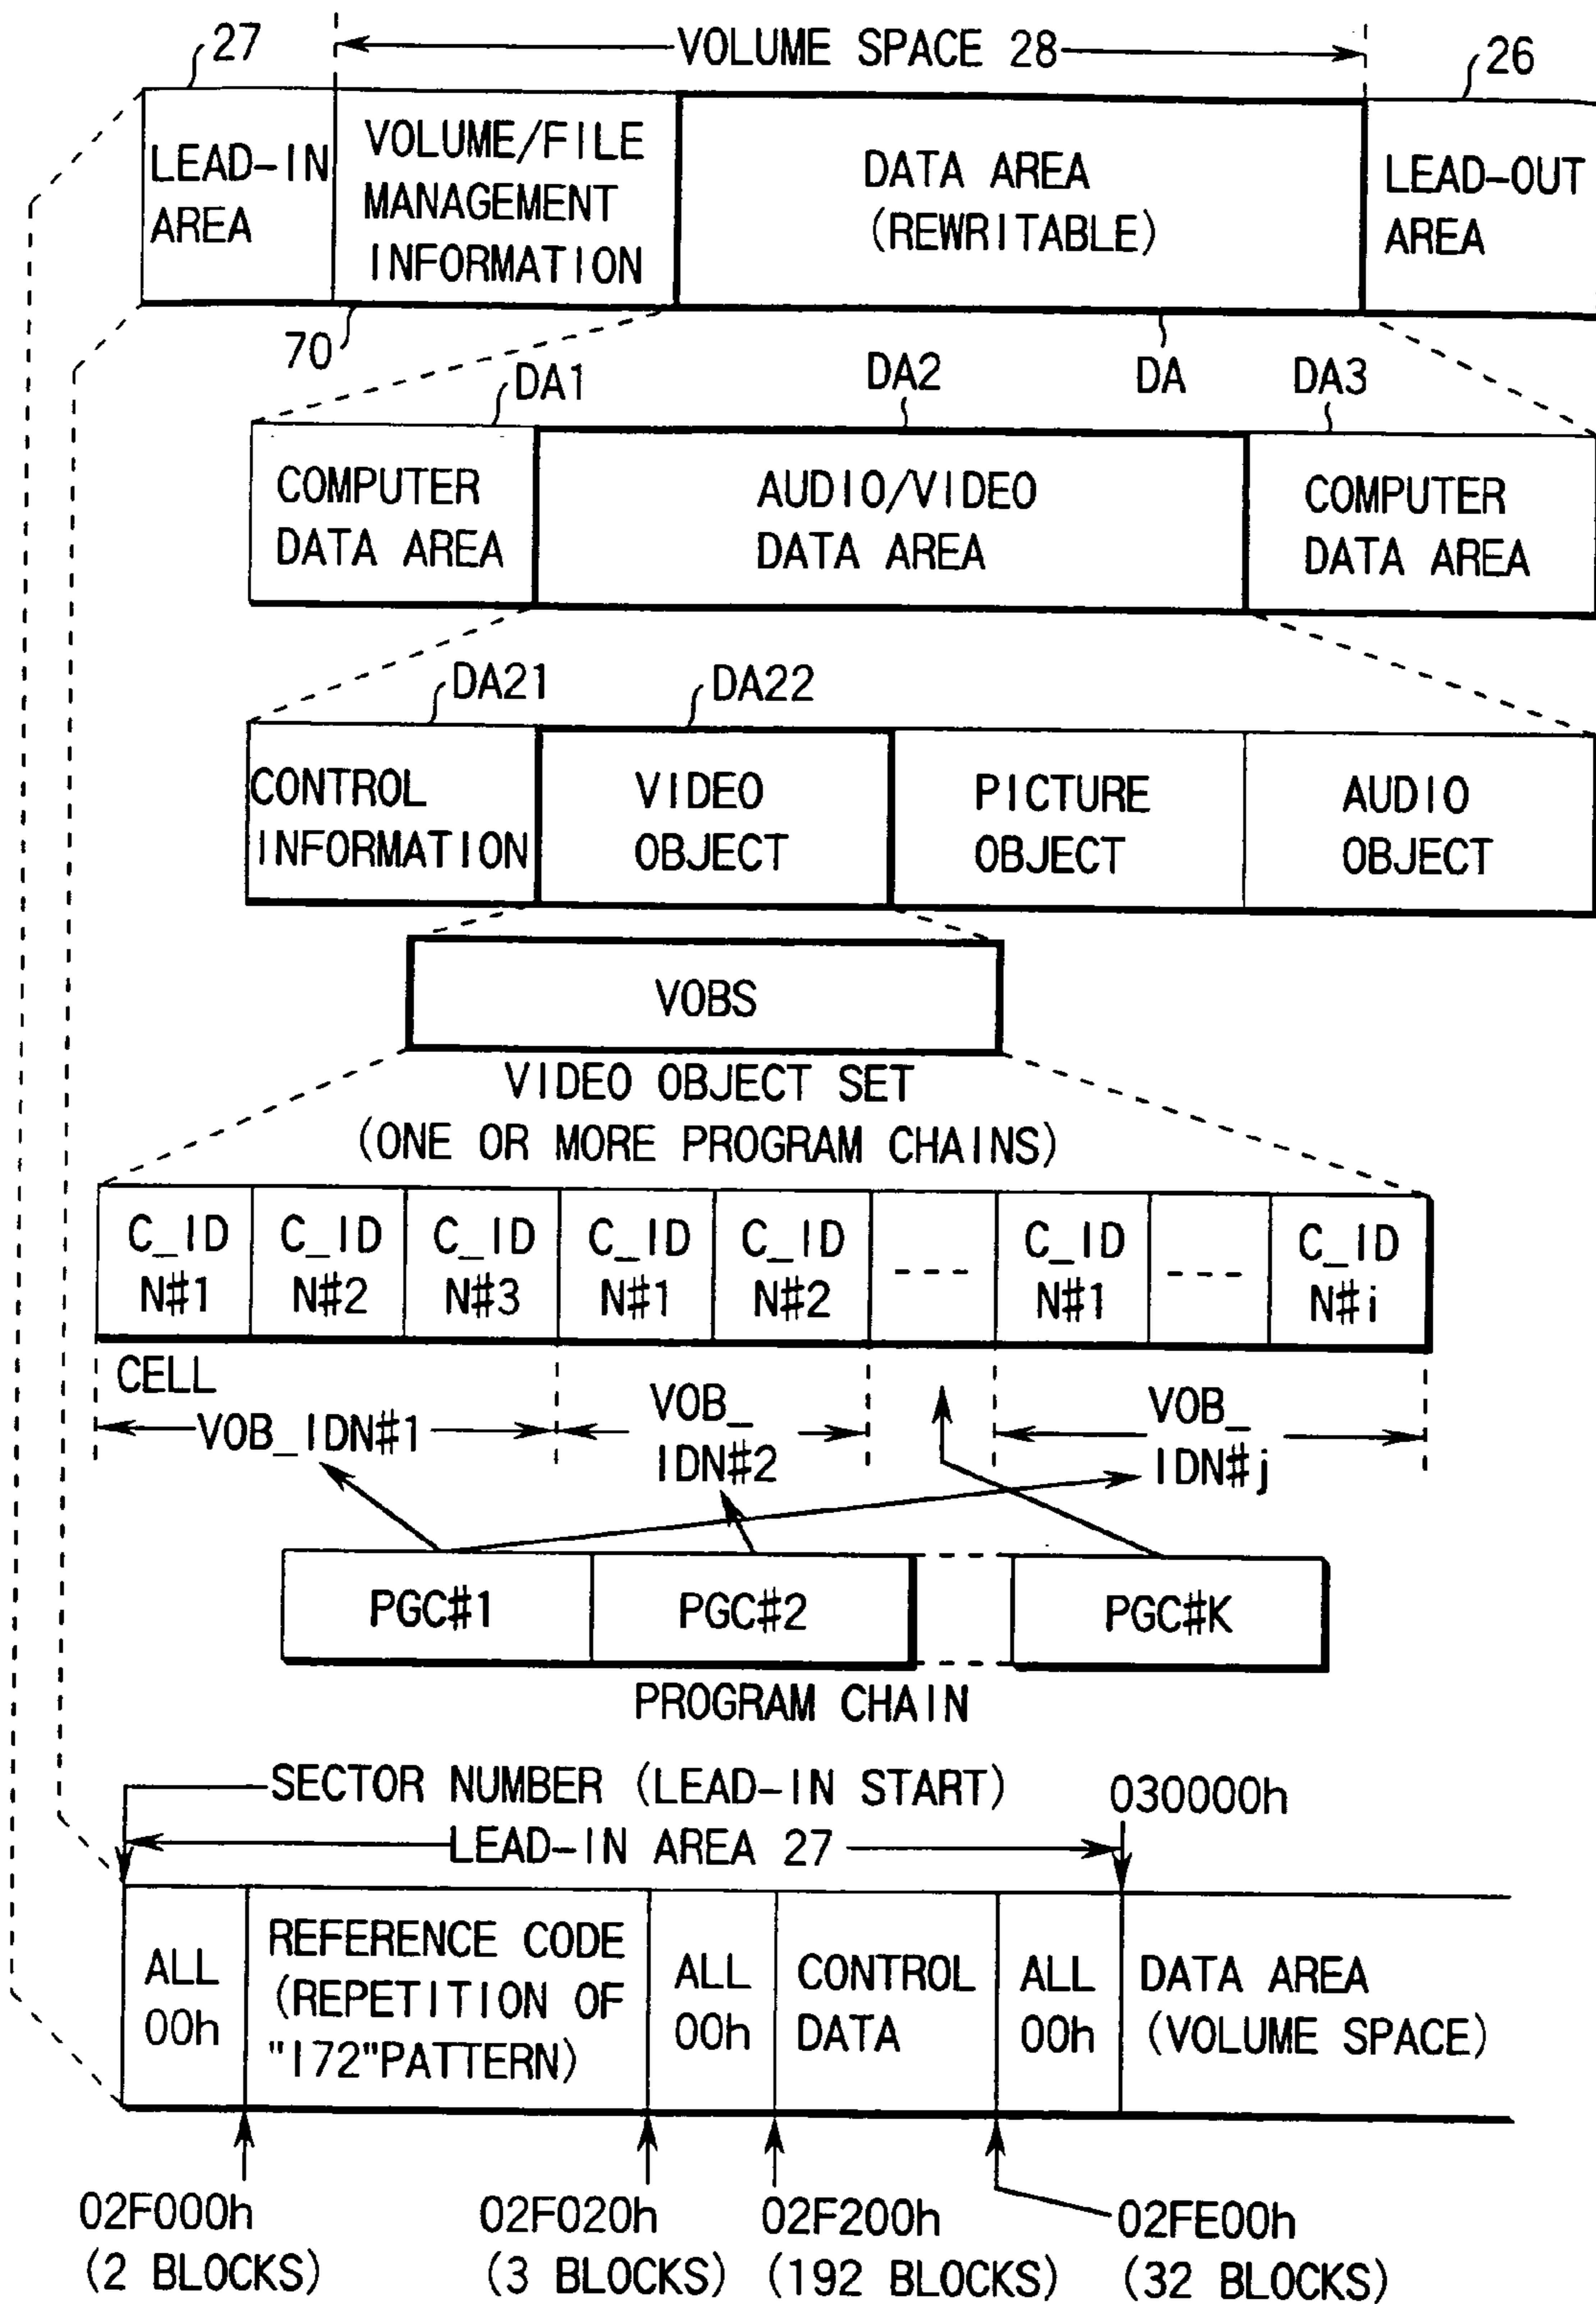 27
VOLUME SPACE 28
26
LEAD-IN
AREA
VOLUME/FILE
MANAGEMENT
INFORMATION
DATA AREA
(REWRITABLE)
LEAD-OUT
AREA
70
DA1
DA2
DA
DA3
COMPUTER
DATA AREA
AUDIO/VIDEO
DATA AREA
COMPUTER
DATA AREA
DA21
DA22
CONTROL
INFORMATION
VIDEO
OBJECT
PICTURE
OBJECT
AUDIO
OBJECT
VOBS
VIDEO OBJECT SET
(ONE OR MORE PROGRAM CHAINS)
C_ID
N#1
C_ID
N#2
C_ID
N#3
C_ID
N#1
C_ID
N#2
----
C_ID
N#1
----
C_ID
N#i
CELL
VOB_IDN#1
VOB_
IDN#2
VOB_
IDN#j
PGC#1
PGC#2
PGC#K
PROGRAM CHAIN
SECTOR NUMBER (LEAD-IN START)
030000h
LEAD-IN AREA 27
ALL
00h
REFERENCE CODE
(REPETITION OF
"172"PATTERN)
ALL
00h
CONTROL
DATA
ALL
00h
DATA AREA
(VOLUME SPACE)
02F000h
(2 BLOCKS)
02F020h
(3 BLOCKS)
02F200h
(192 BLOCKS)
02FE00h
(32 BLOCKS)